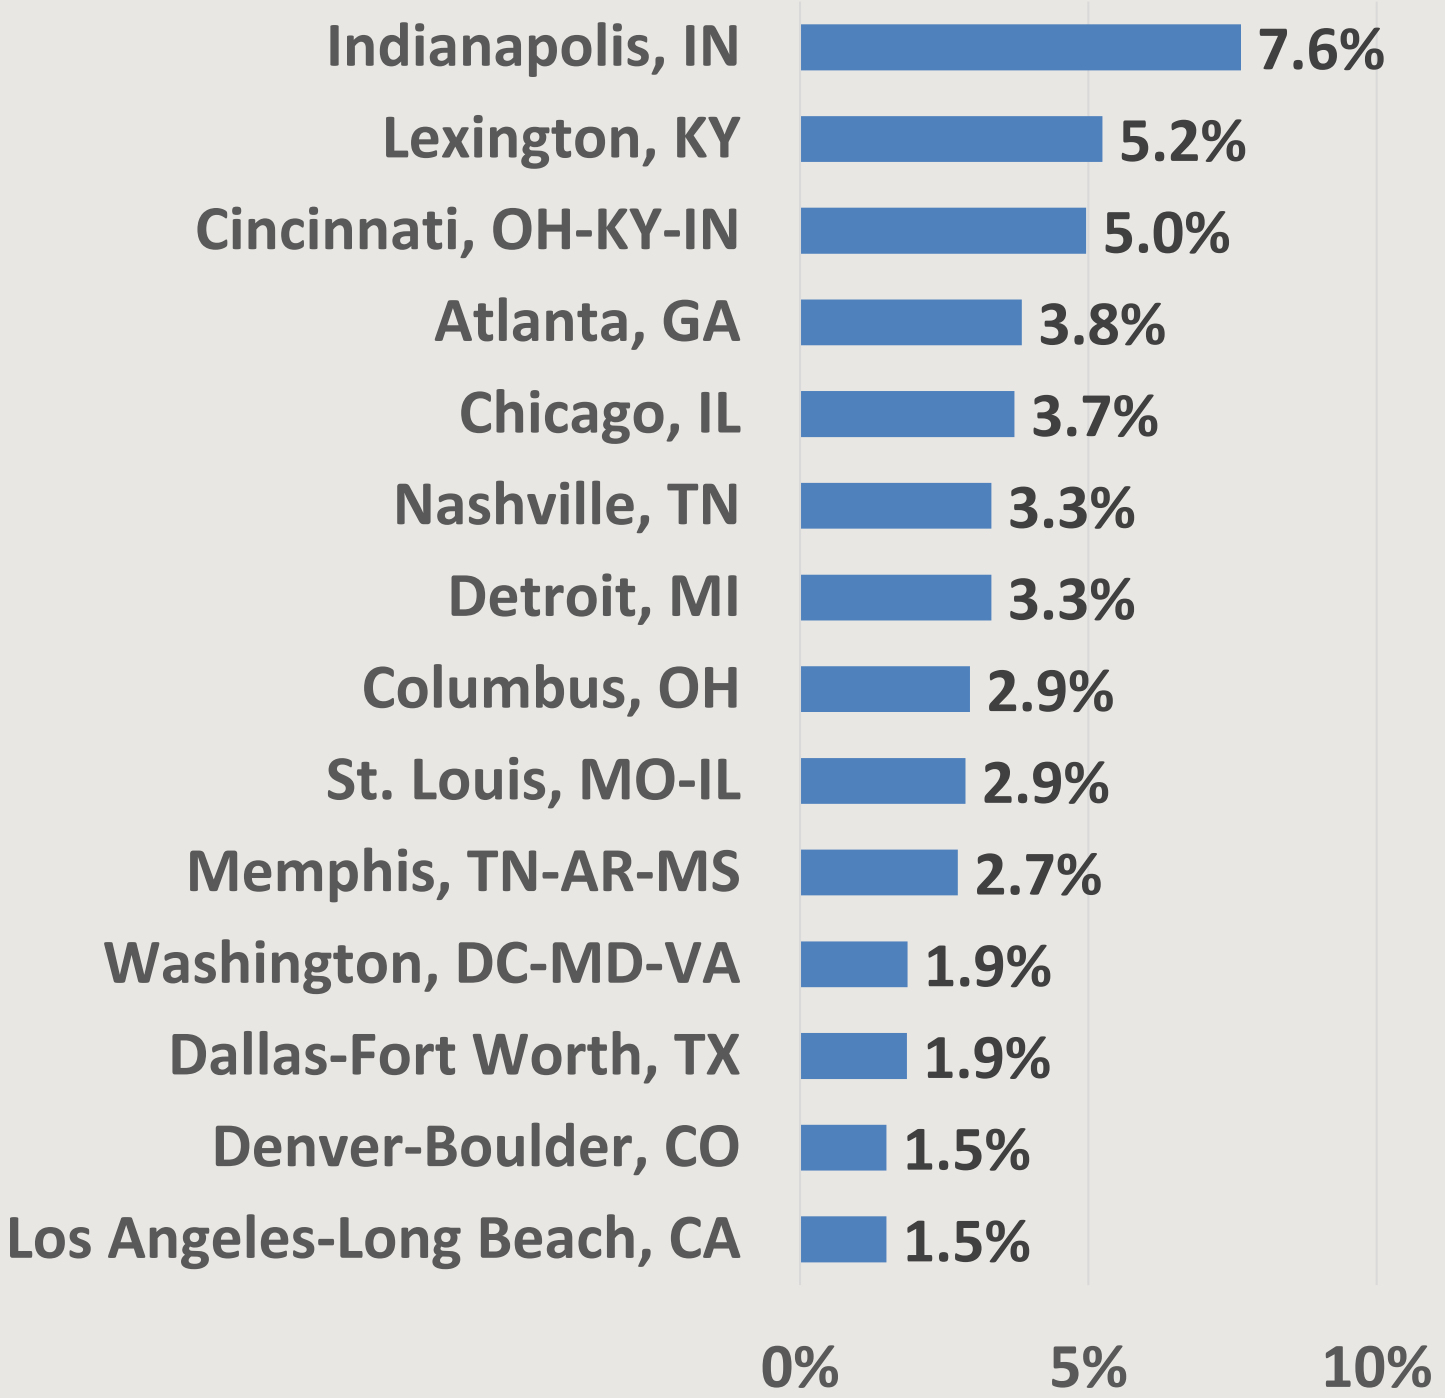 Indianapolis, IN 7.6%
Lexington, KY 5.2%
Cincinnati, OH-KY-IN 5.0%
Atlanta, GA 3.8%
Chicago, IL 3.7%
Nashville, TN 3.3%
Detroit, MI 3.3%
Columbus, OH 2.9%
St. Louis, MO-IL 2.9%
Memphis, TN-AR-MS 2.7%
Washington, DC-MD-VA 1.9%
Dallas-Fort Worth, TX 1.9%
Denver-Boulder, CO 1.5%
Los Angeles-Long Beach, CA 1.5%
0% 5% 10%